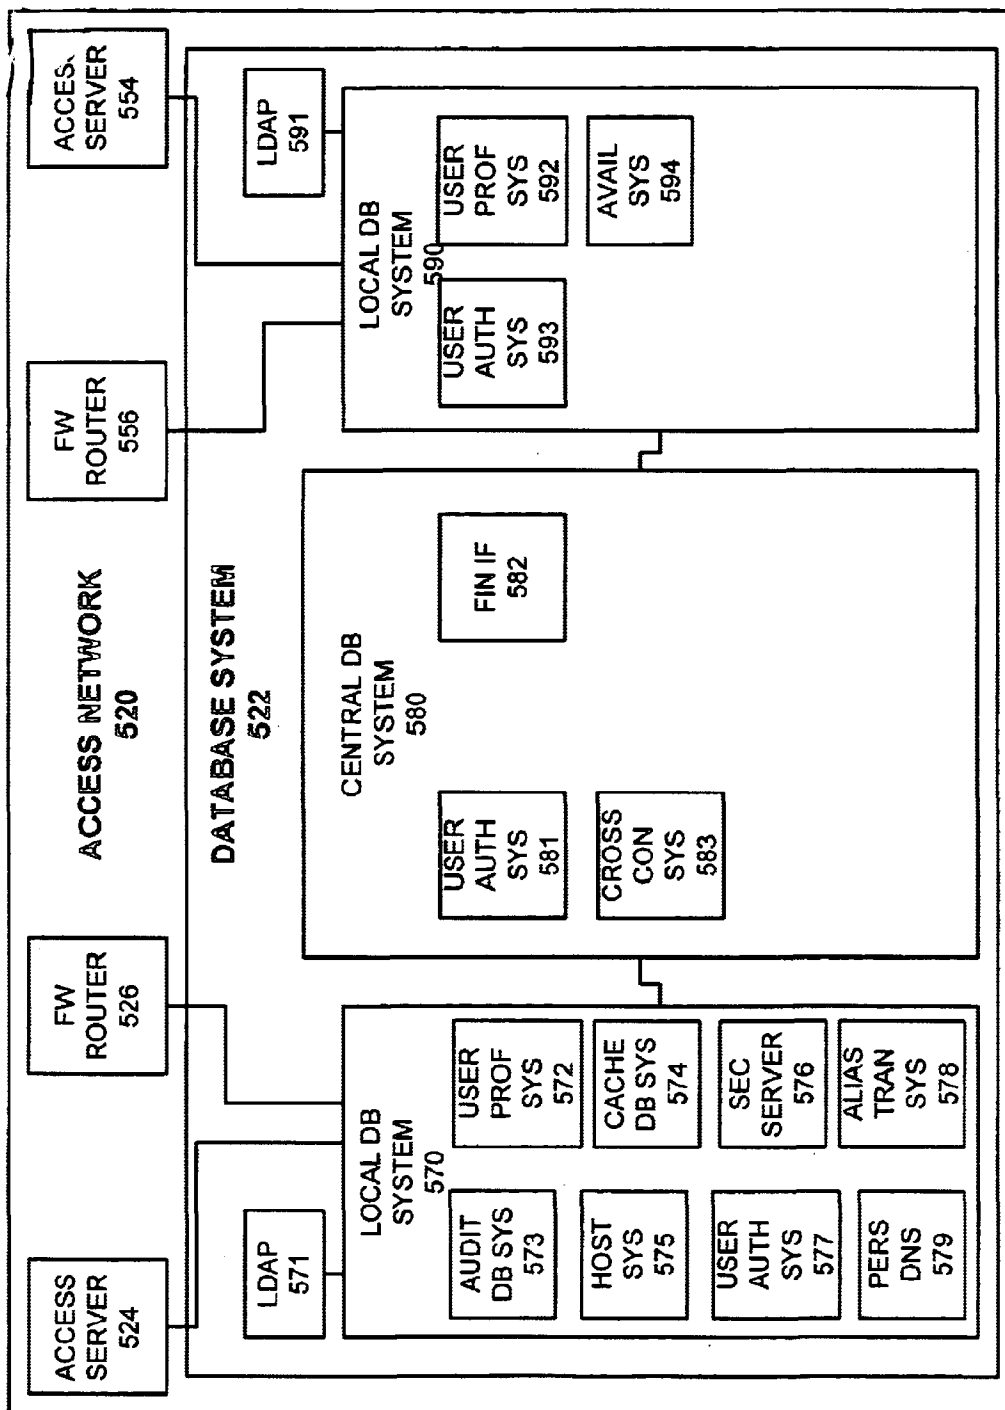 ACCESS NETWORK
520
ACCESS
SERVER
524
FW
ROUTER
526
FW
ROUTER
556
ACCES
SERVER
554
DATABASE SYSTEM
522
LDAP
571
LOCAL DB
SYSTEM
570
AUDIT
DB SYS
573
USER
PROF
SYS
572
HOST
SYS
575
CACHE
DB SYS
574
USER
AUTH
SYS
577
SEC
SERVER
576
PERS
DNS
579
ALIAS
TRAN
SYS
578
CENTRAL DB
SYSTEM
580
USER
AUTH
SYS
581
FIN IF
582
CROSS
CON
SYS
583
LDAP
591
LOCAL DB
SYSTEM
590
USER
AUTH
SYS
593
USER
PROF
SYS
592
AVAIL
SYS
594